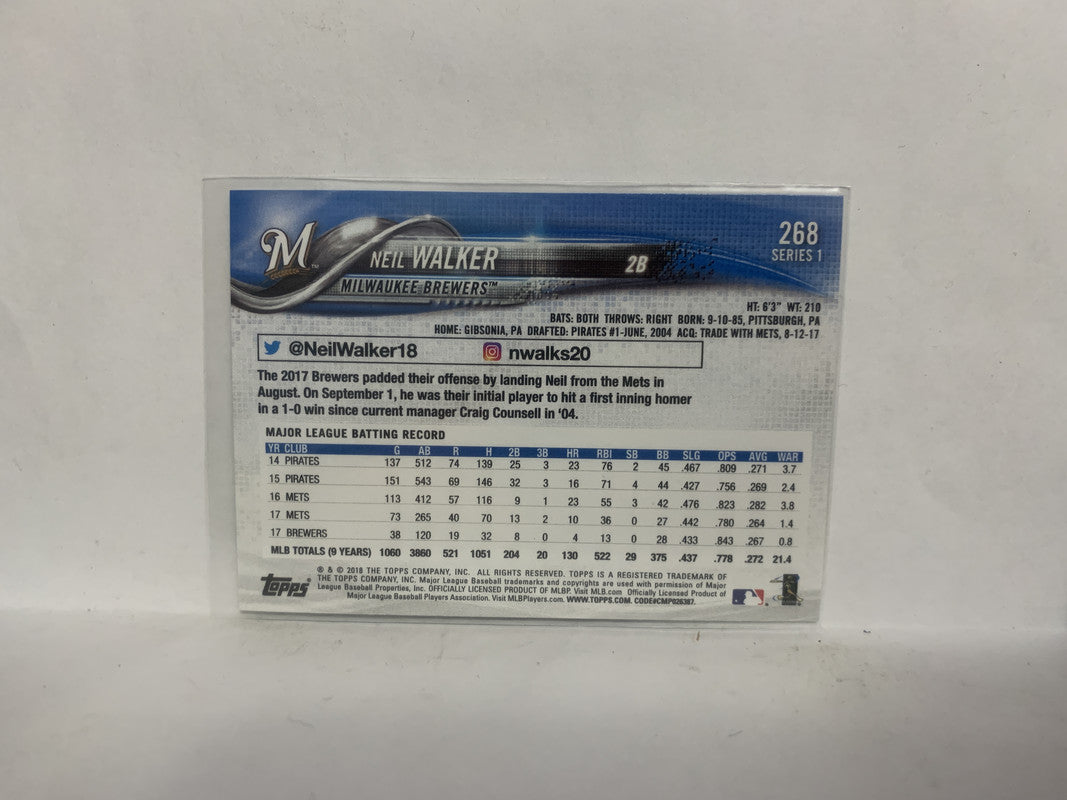 M
NEIL WALKER 2B
MILWAUKEE BREWERS™
268
SERIES 1
HT: 6'3" WT: 210
BATS: BOTH THROWS: RIGHT BORN: 9-10-85, PITTSBURGH, PA
HOME: GIBSONIA, PA DRAFTED: PIRATES #1-JUNE, 2004 ACQ: TRADE WITH METS, 8-12-17
@NeilWalker18 nwalks20
The 2017 Brewers padded their offense by landing Neil from the Mets in
August. On September 1, he was their initial player to hit a first inning homer
in a 1-0 win since current manager Craig Counsell in '04.
MAJOR LEAGUE BATTING RECORD
YR CLUB G AB R H 2B 3B HR RBI SB BB SLG OPS AVG WAR
14 PIRATES 137 512 74 139 25 3 23 76 2 45 .467 .809 .271 3.7
15 PIRATES 151 543 69 146 32 3 16 71 4 44 .427 .756 .269 2.4
16 METS 113 412 57 116 9 1 23 55 3 42 .476 .823 .282 3.8
17 METS 73 265 40 70 13 2 10 36 0 27 .442 .780 .264 1.4
17 BREWERS 38 120 19 32 8 0 4 13 0 28 .433 .843 .267 0.8
MLB TOTALS (9 YEARS) 1060 3860 521 1051 204 20 130 522 29 375 .437 .778 .272 21.4
Topps
® & © 2018 THE TOPPS COMPANY, INC. ALL RIGHTS RESERVED. TOPPS IS A REGISTERED TRADEMARK OF
THE TOPPS COMPANY, INC. Major League Baseball trademarks and copyrights are used with permission of Major
League Baseball Properties, Inc. OFFICIALLY LICENSED PRODUCT OF MLBP. Visit MLB.com Officially Licensed Product of
Major League Baseball Players Association. Visit MLBPlayers.com. WWW.TOPPS.COM. CODE#CMP026387.